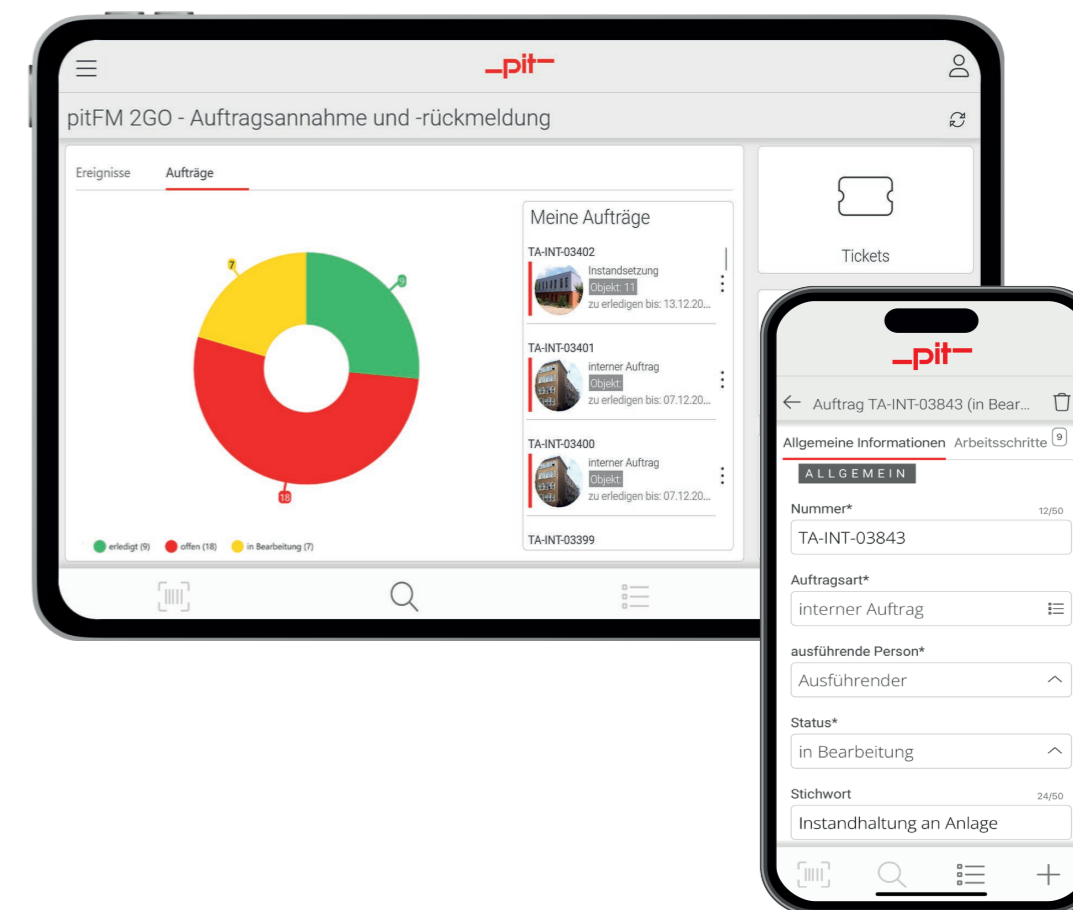 _pit‾
pitFM 2GO - Auftragsannahme und -rückmeldung
Ereignisse Aufträge
7
9
18
erledigt (9) offen (18) in Bearbeitung (7)
Meine Aufträge
TA-INT-03402
Instandsetzung
Objekt: 11
zu erledigen bis: 13.12.20...
TA-INT-03401
interner Auftrag
Objekt:
zu erledigen bis: 07.12.20...
TA-INT-03400
interner Auftrag
Objekt:
zu erledigen bis: 07.12.20...
TA-INT-03399
Tickets
_pit‾
Auftrag TA-INT-03843 (in Bear...
Allgemeine Informationen Arbeitsschritte 9
ALLGEMEIN
Nummer* 12/50
TA-INT-03843
Auftragsart*
interner Auftrag
ausführende Person*
Ausführender
Status*
in Bearbeitung
Stichwort 24/50
Instandhaltung an Anlage